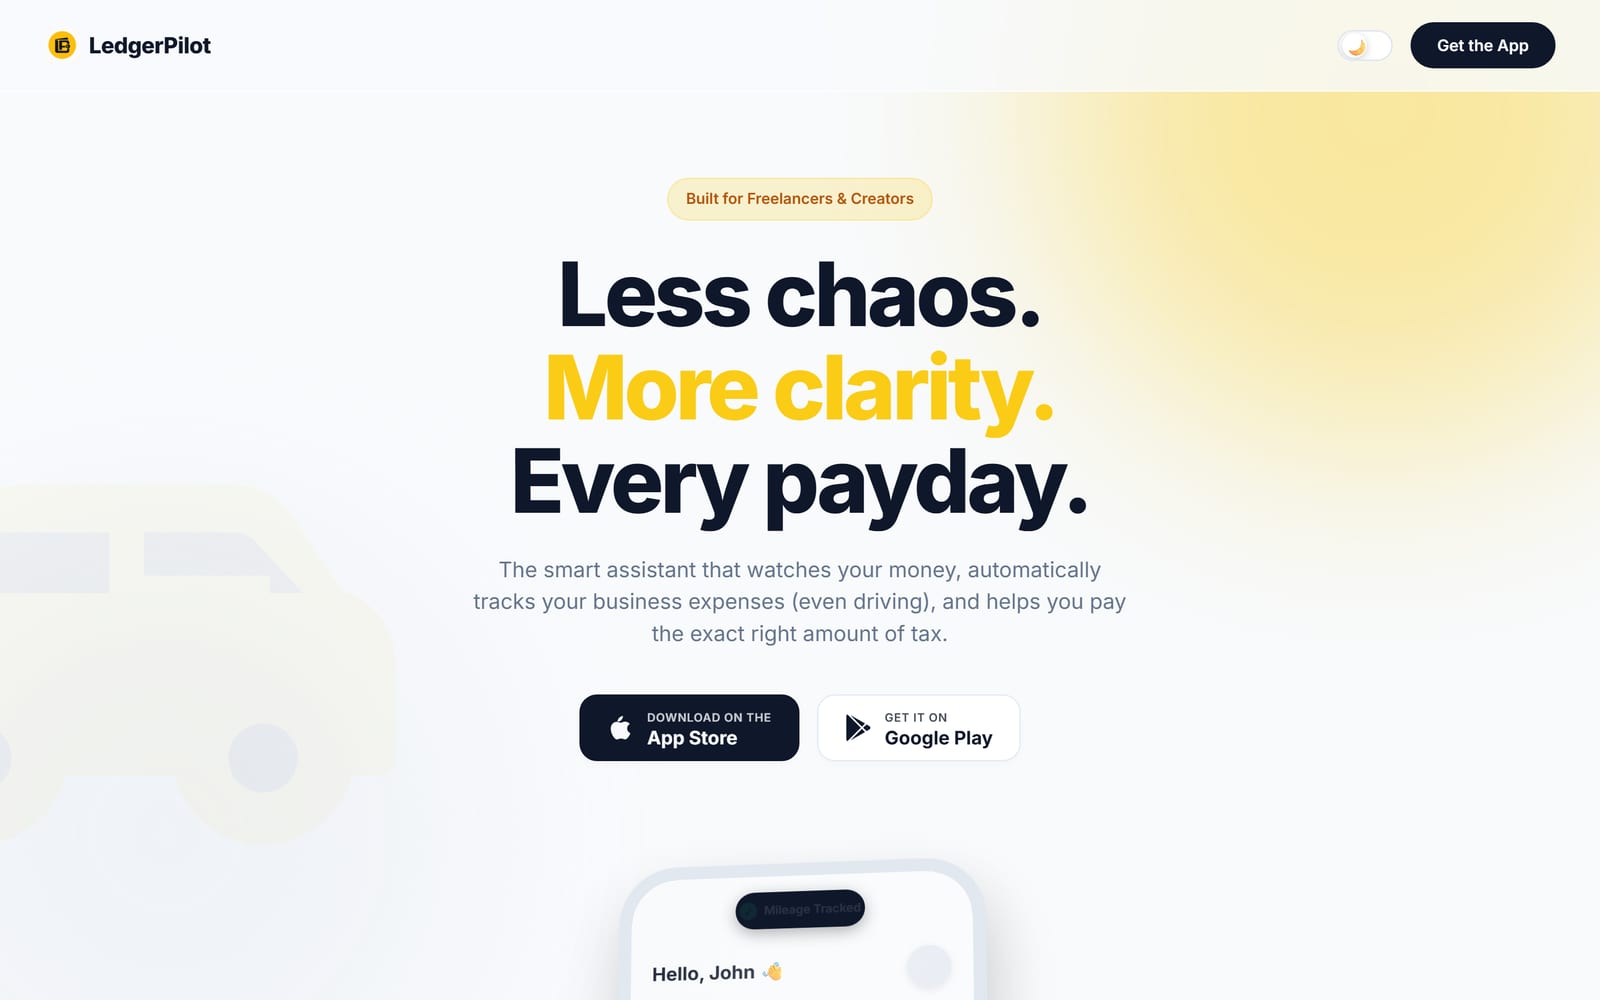 LedgerPilot
Get the App
Built for Freelancers & Creators
Less chaos.
More clarity.
Every payday.
The smart assistant that watches your money, automatically
tracks your business expenses (even driving), and helps you pay
the exact right amount of tax.
DOWNLOAD ON THE
App Store
GET IT ON
Google Play
Mileage Tracked
Hello, John 👋